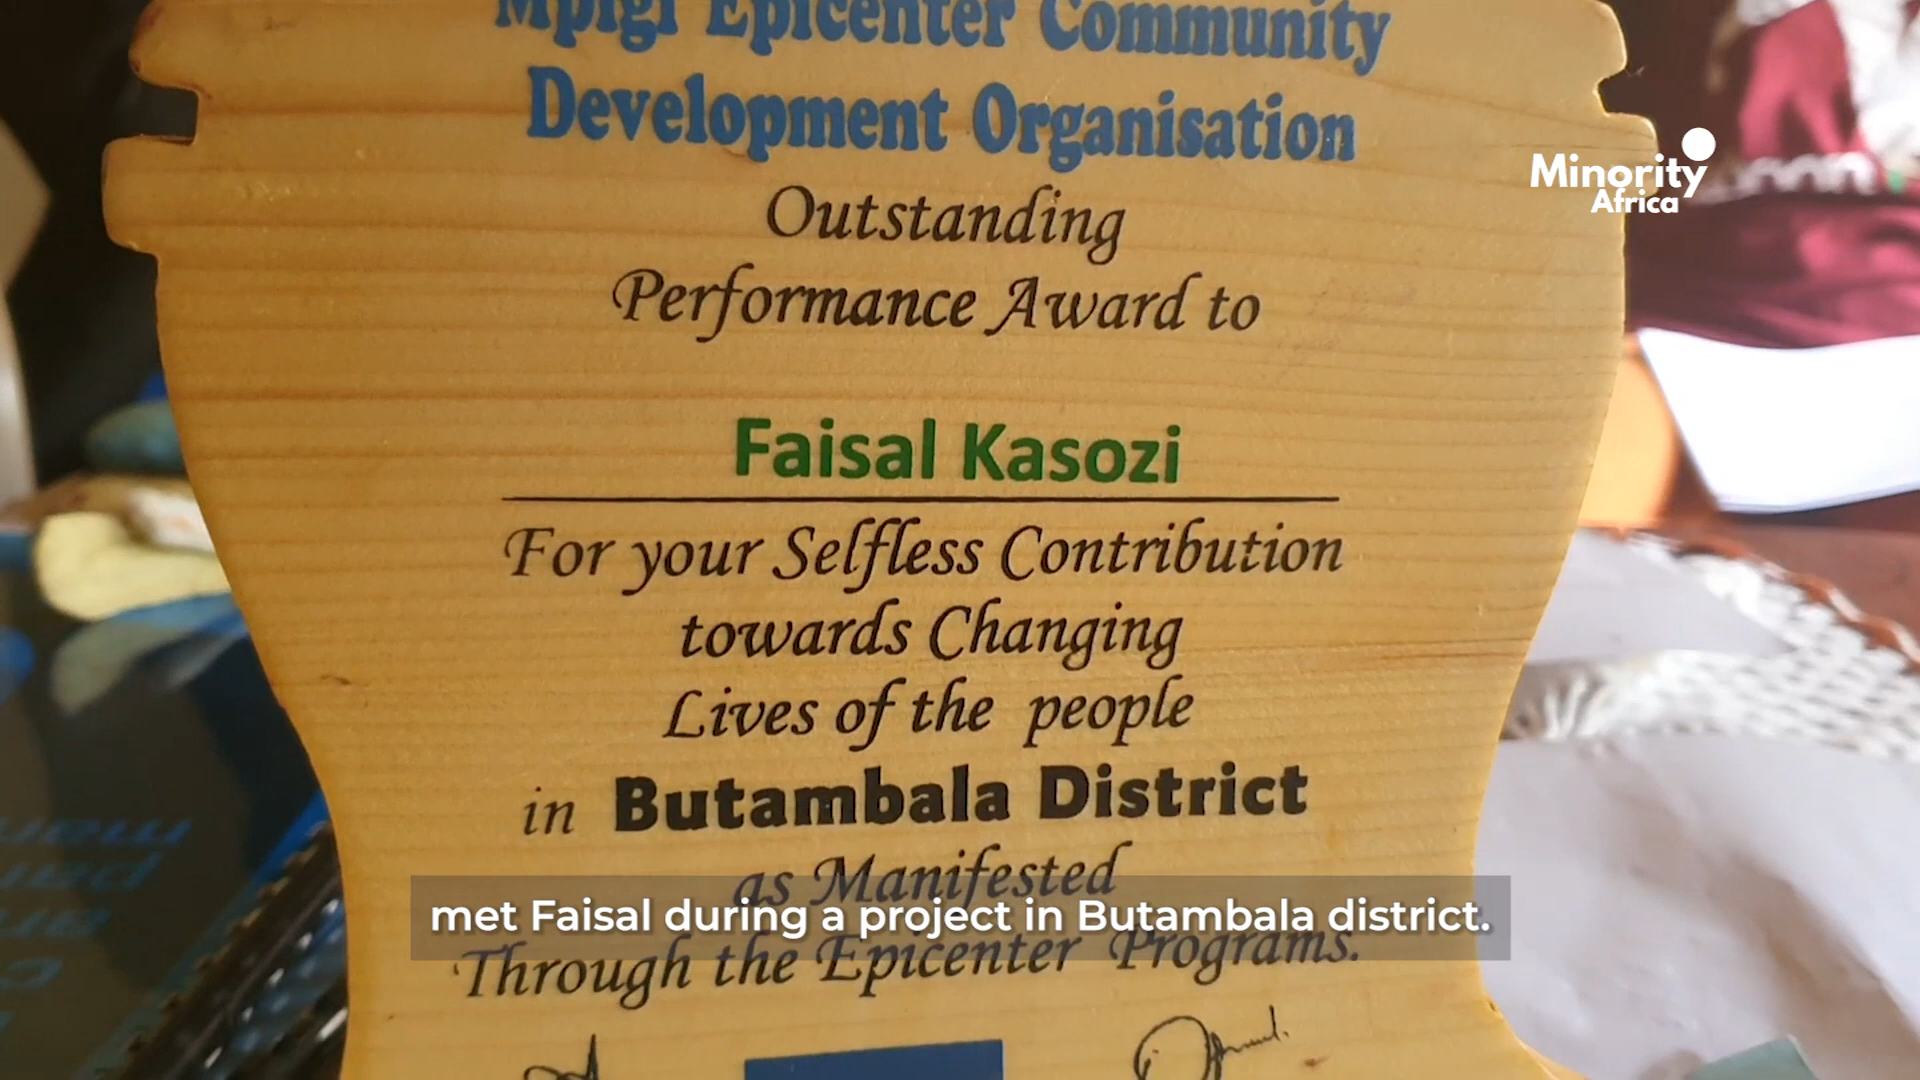 Mpigi Epicenter Community
Development Organisation
Minority
Africa
Outstanding
Performance Award to
Faisal Kasozi
For your Selfless Contribution
towards Changing
Lives of the people
in Butambala District
as Manifested
met Faisal during a project in Butambala district.
Through the Epicenter Programs.